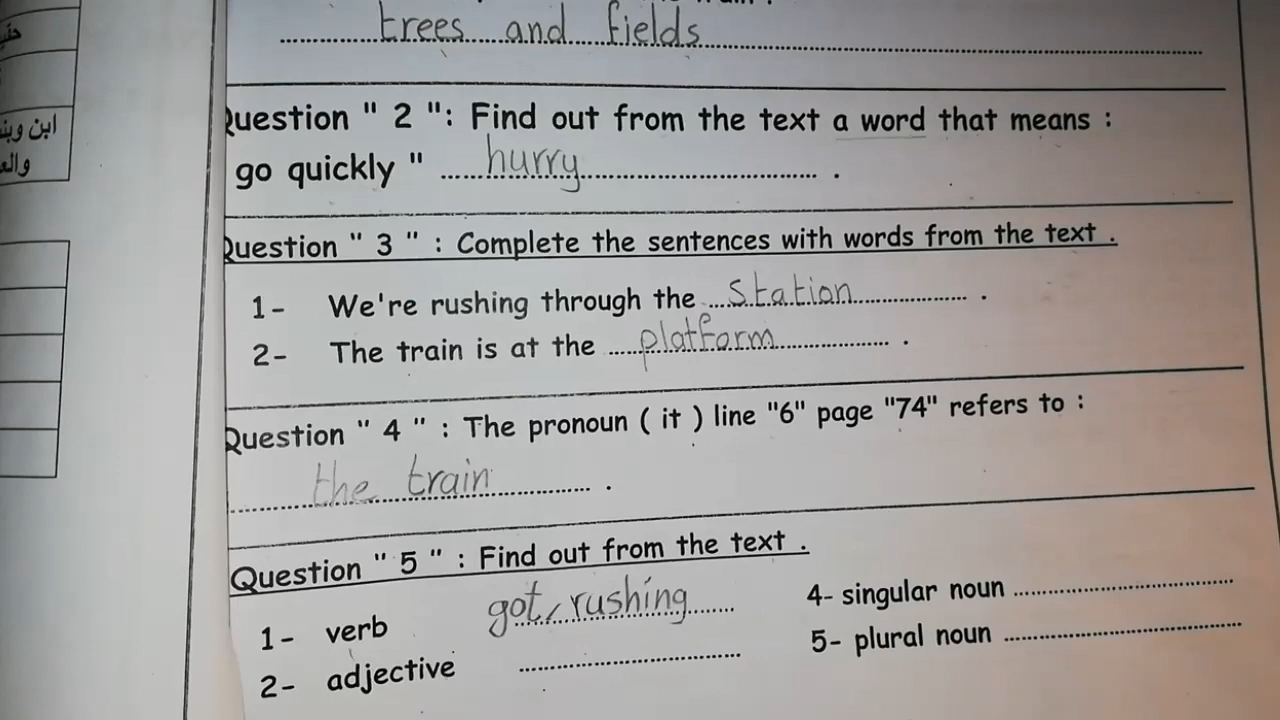 trees and fields
Question " 2 ": Find out from the text a word that means :
go quickly " hurry .
Question " 3 " : Complete the sentences with words from the text .
1- We're rushing through the station .
2- The train is at the platform .
Question " 4 " : The pronoun ( it ) line "6" page "74" refers to :
the train .
Question " 5 " : Find out from the text .
1- verb got, rushing
4- singular noun
2- adjective
5- plural noun
ابن